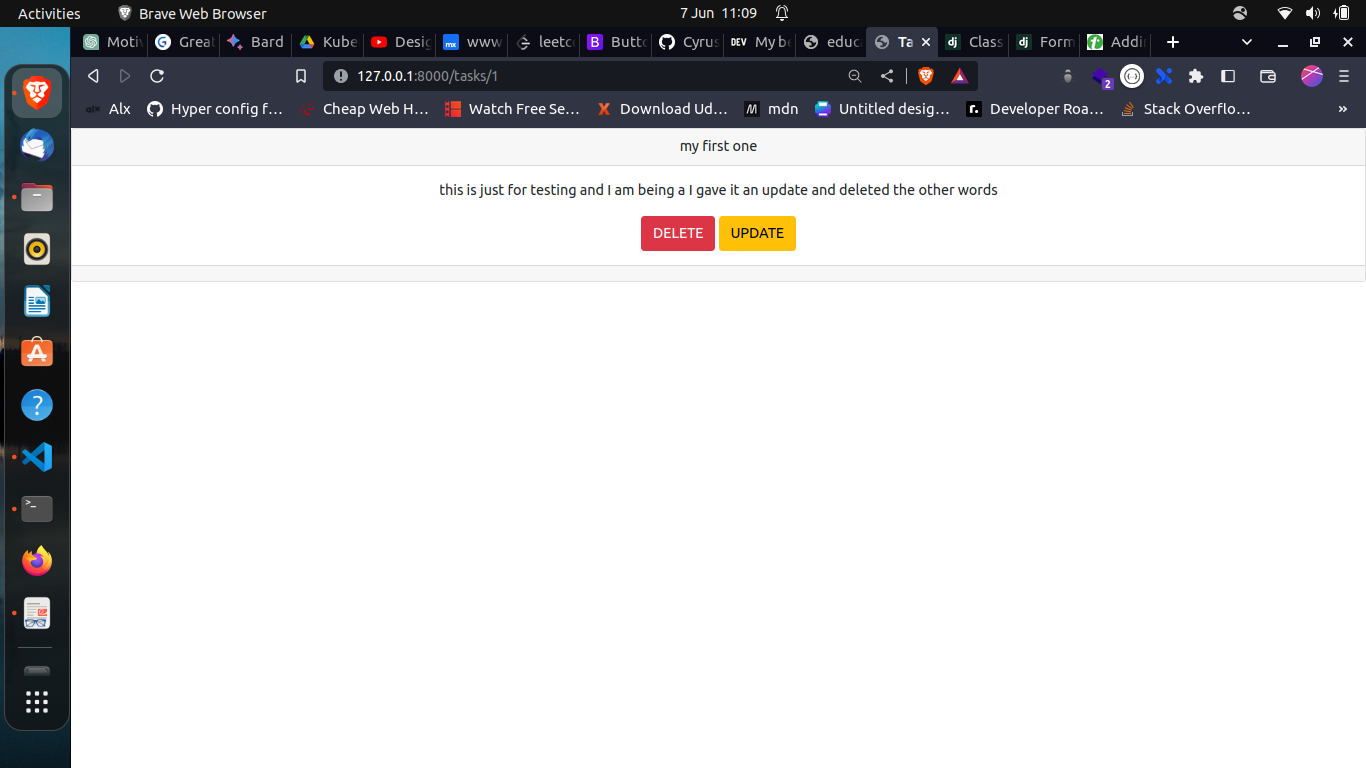 Activities Brave Web Browser 7 Jun 11:09
Moti Great Bard Kube Desig www leetc Butto Cyrus DEV My be educ Ta Class Form Addi
127.0.0.1:8000/tasks/1 2
alx Alx Hyper config f... Cheap Web H... Watch Free Se... Download Ud... mdn Untitled desig... Developer Roa... Stack Overflo... »
my first one
this is just for testing and I am being a I gave it an update and deleted the other words
DELETE UPDATE